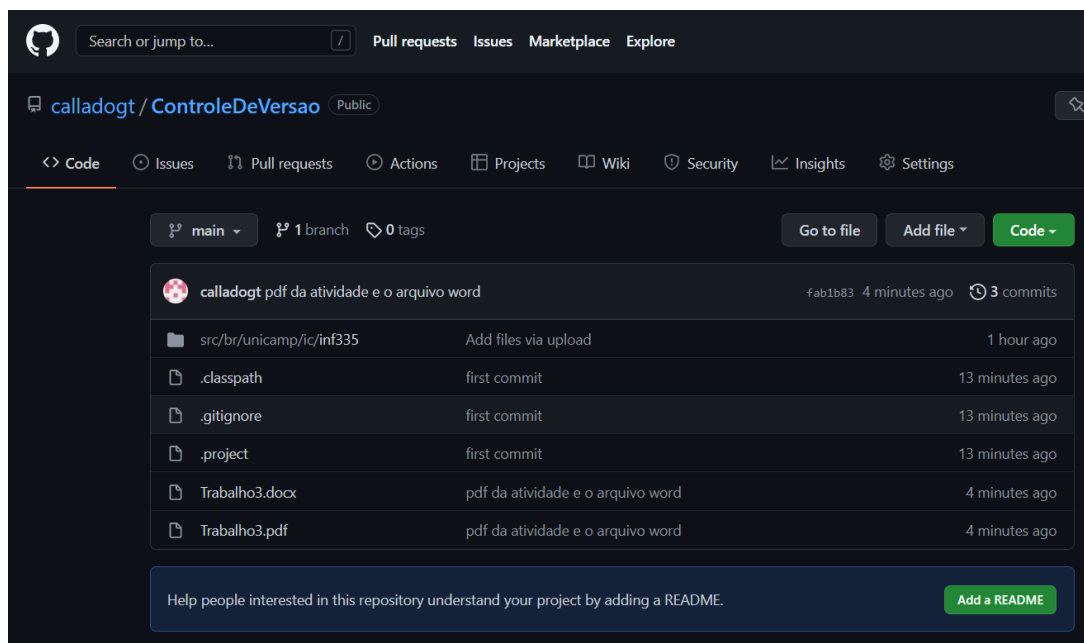 Search or jump to... / Pull requests Issues Marketplace Explore
calladogt / ControleDeVersao Public
<> Code Issues Pull requests Actions Projects Wiki Security Insights Settings
main 1 branch 0 tags Go to file Add file Code
calladogt pdf da atividade e o arquivo word fab1b83 4 minutes ago 3 commits
src/br/unicamp/ic/inf335 Add files via upload 1 hour ago
.classpath first commit 13 minutes ago
.gitignore first commit 13 minutes ago
.project first commit 13 minutes ago
Trabalho3.docx pdf da atividade e o arquivo word 4 minutes ago
Trabalho3.pdf pdf da atividade e o arquivo word 4 minutes ago
Help people interested in this repository understand your project by adding a README. Add a README